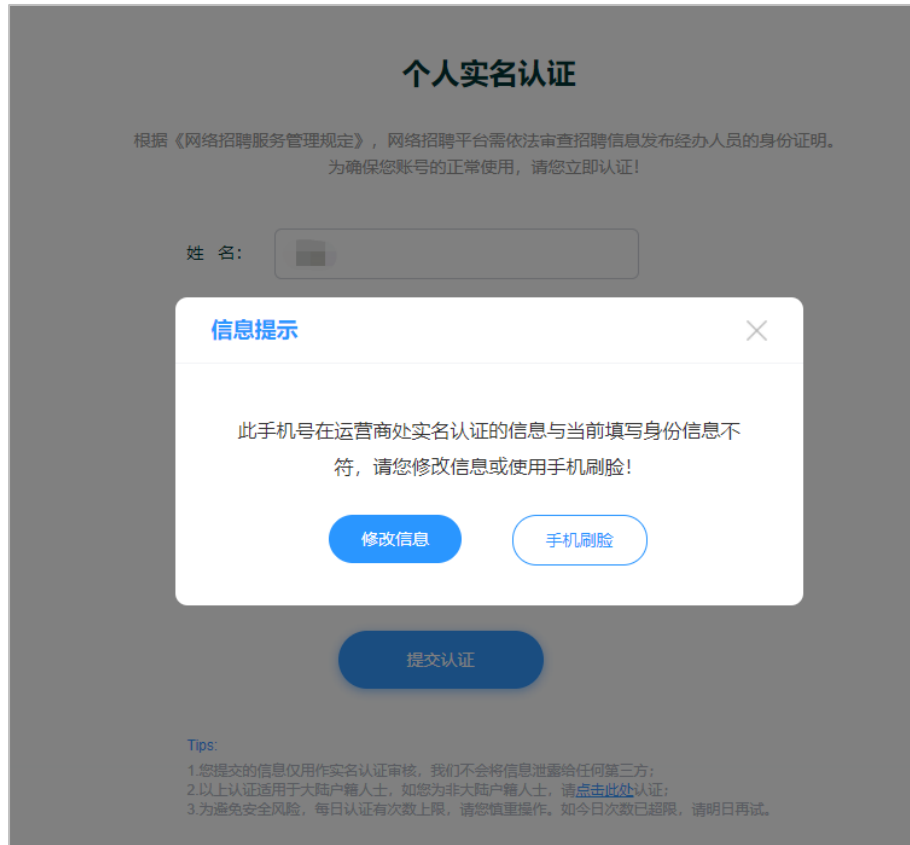 个人实名认证
根据《网络招聘服务管理规定》，网络招聘平台需依法审查招聘信息发布经办人员的身份证明。
为确保您账号的正常使用，请您立即认证！
姓 名：
信息提示
此手机号在运营商处实名认证的信息与当前填写身份信息不
符，请您修改信息或使用手机刷脸！
修改信息
手机刷脸
提交认证
Tips:
1.您提交的信息仅用作实名认证审核，我们不会将信息泄露给任何第三方；
2.以上认证适用于大陆户籍人士，如您为非大陆户籍人士，请点击此处认证；
3.为避免安全风险，每日认证有次数上限，请您慎重操作。如今日次数已超限，请明日再试。